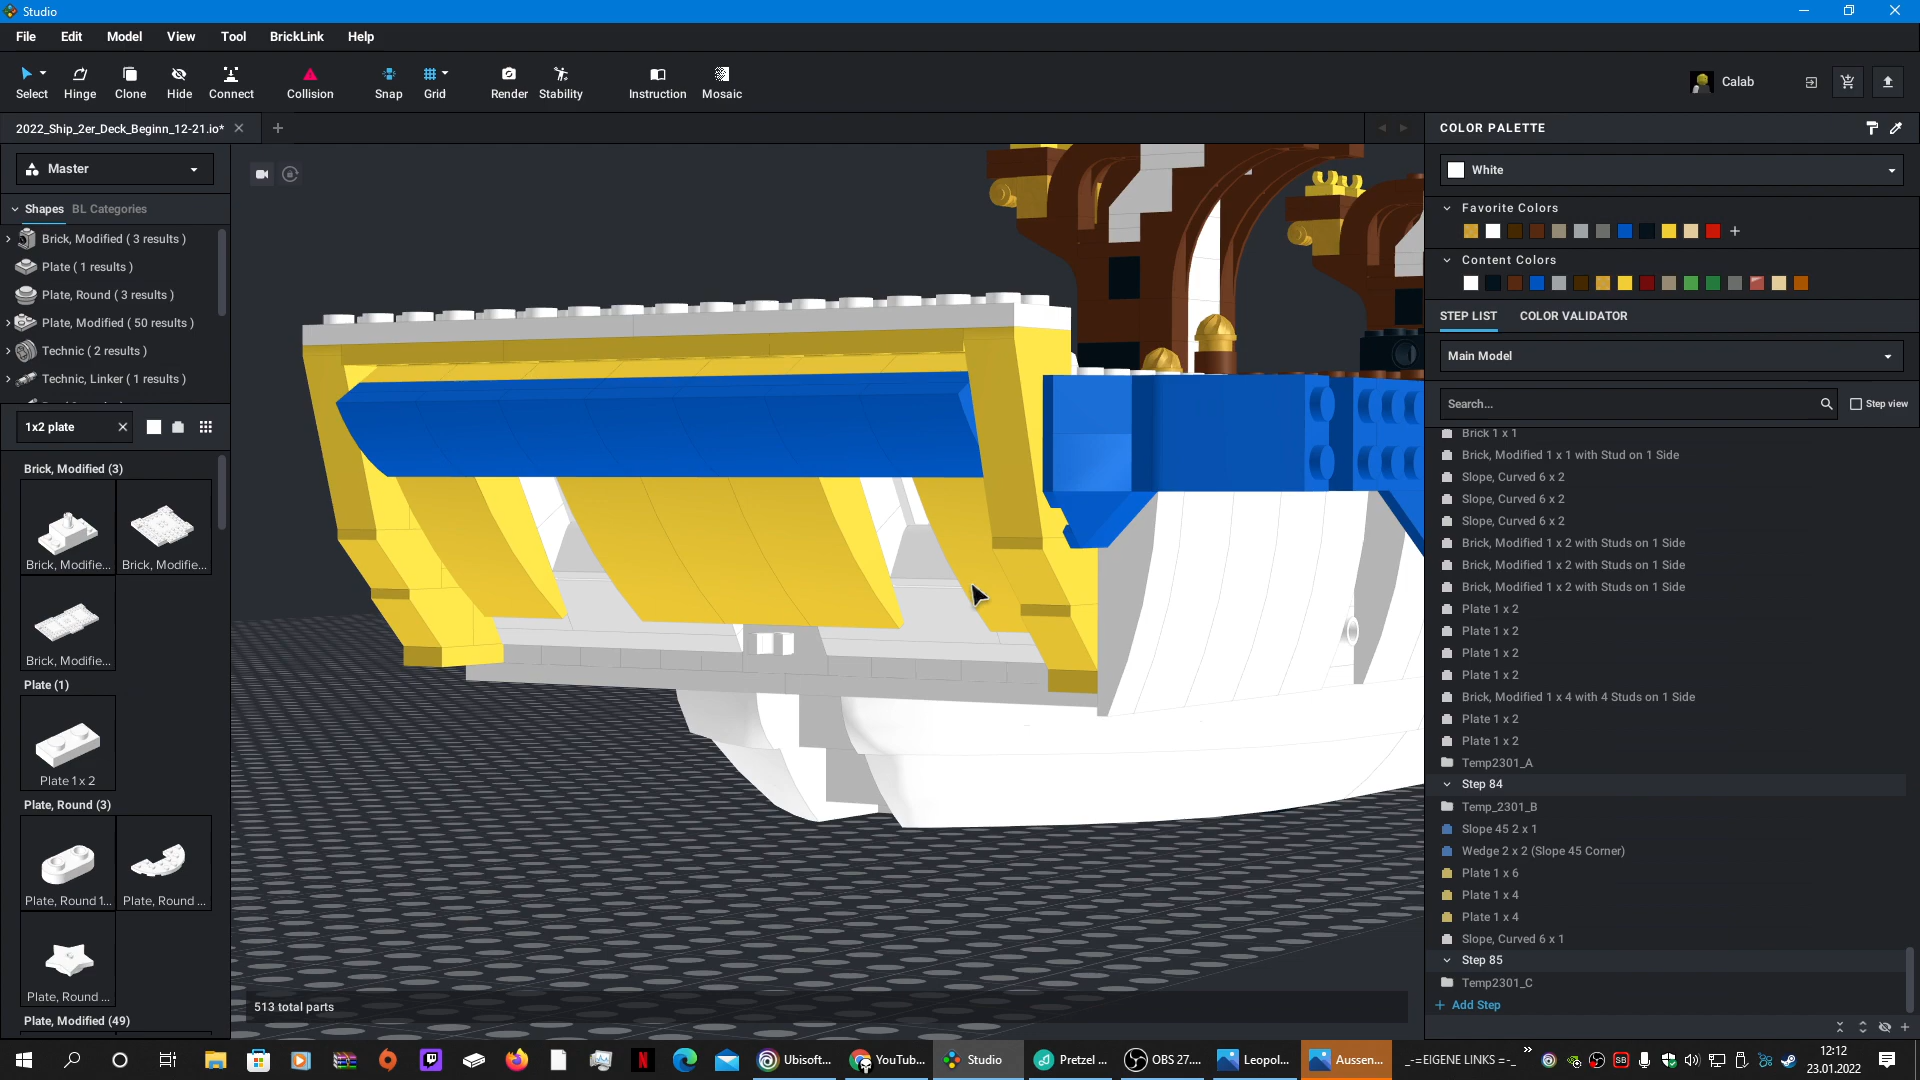 Studio
File Edit Model View Tool BrickLink Help
Select Hinge Clone Hide Connect Collision Snap Grid Render Stability Instruction Mosaic Calab
2022_Ship_2er_Deck_Beginn_12-21.io*
Master
Shapes BL Categories
Brick, Modified ( 3 results )
Plate ( 1 results )
Plate, Round ( 3 results )
Plate, Modified ( 50 results )
Technic ( 2 results )
Technic, Linker ( 1 results )
1x2 plate
Brick, Modified (3)
Brick, Modifie... Brick, Modifie...
Brick, Modifie...
Plate (1)
Plate 1 x 2
Plate, Round (3)
Plate, Round 1... Plate, Round ...
Plate, Round ...
Plate, Modified (49)
513 total parts
COLOR PALETTE
White
Favorite Colors
Content Colors
STEP LIST COLOR VALIDATOR
Main Model
Search... Step view
Brick 1 x 1
Brick, Modified 1 x 1 with Stud on 1 Side
Slope, Curved 6 x 2
Slope, Curved 6 x 2
Slope, Curved 6 x 2
Brick, Modified 1 x 2 with Studs on 1 Side
Brick, Modified 1 x 2 with Studs on 1 Side
Brick, Modified 1 x 2 with Studs on 1 Side
Plate 1 x 2
Plate 1 x 2
Plate 1 x 2
Plate 1 x 2
Brick, Modified 1 x 4 with 4 Studs on 1 Side
Plate 1 x 2
Plate 1 x 2
Temp2301_A
Step 84
Temp_2301_B
Slope 45 2 x 1
Wedge 2 x 2 (Slope 45 Corner)
Plate 1 x 6
Plate 1 x 4
Plate 1 x 4
Slope, Curved 6 x 1
Step 85
Temp2301_C
+ Add Step
Ubisoft... YouTub... Studio Pretzel ... OBS 27.... Leopol... Aussen... _-=EIGENE LINKS =-_ » SB 12:12
23.01.2022